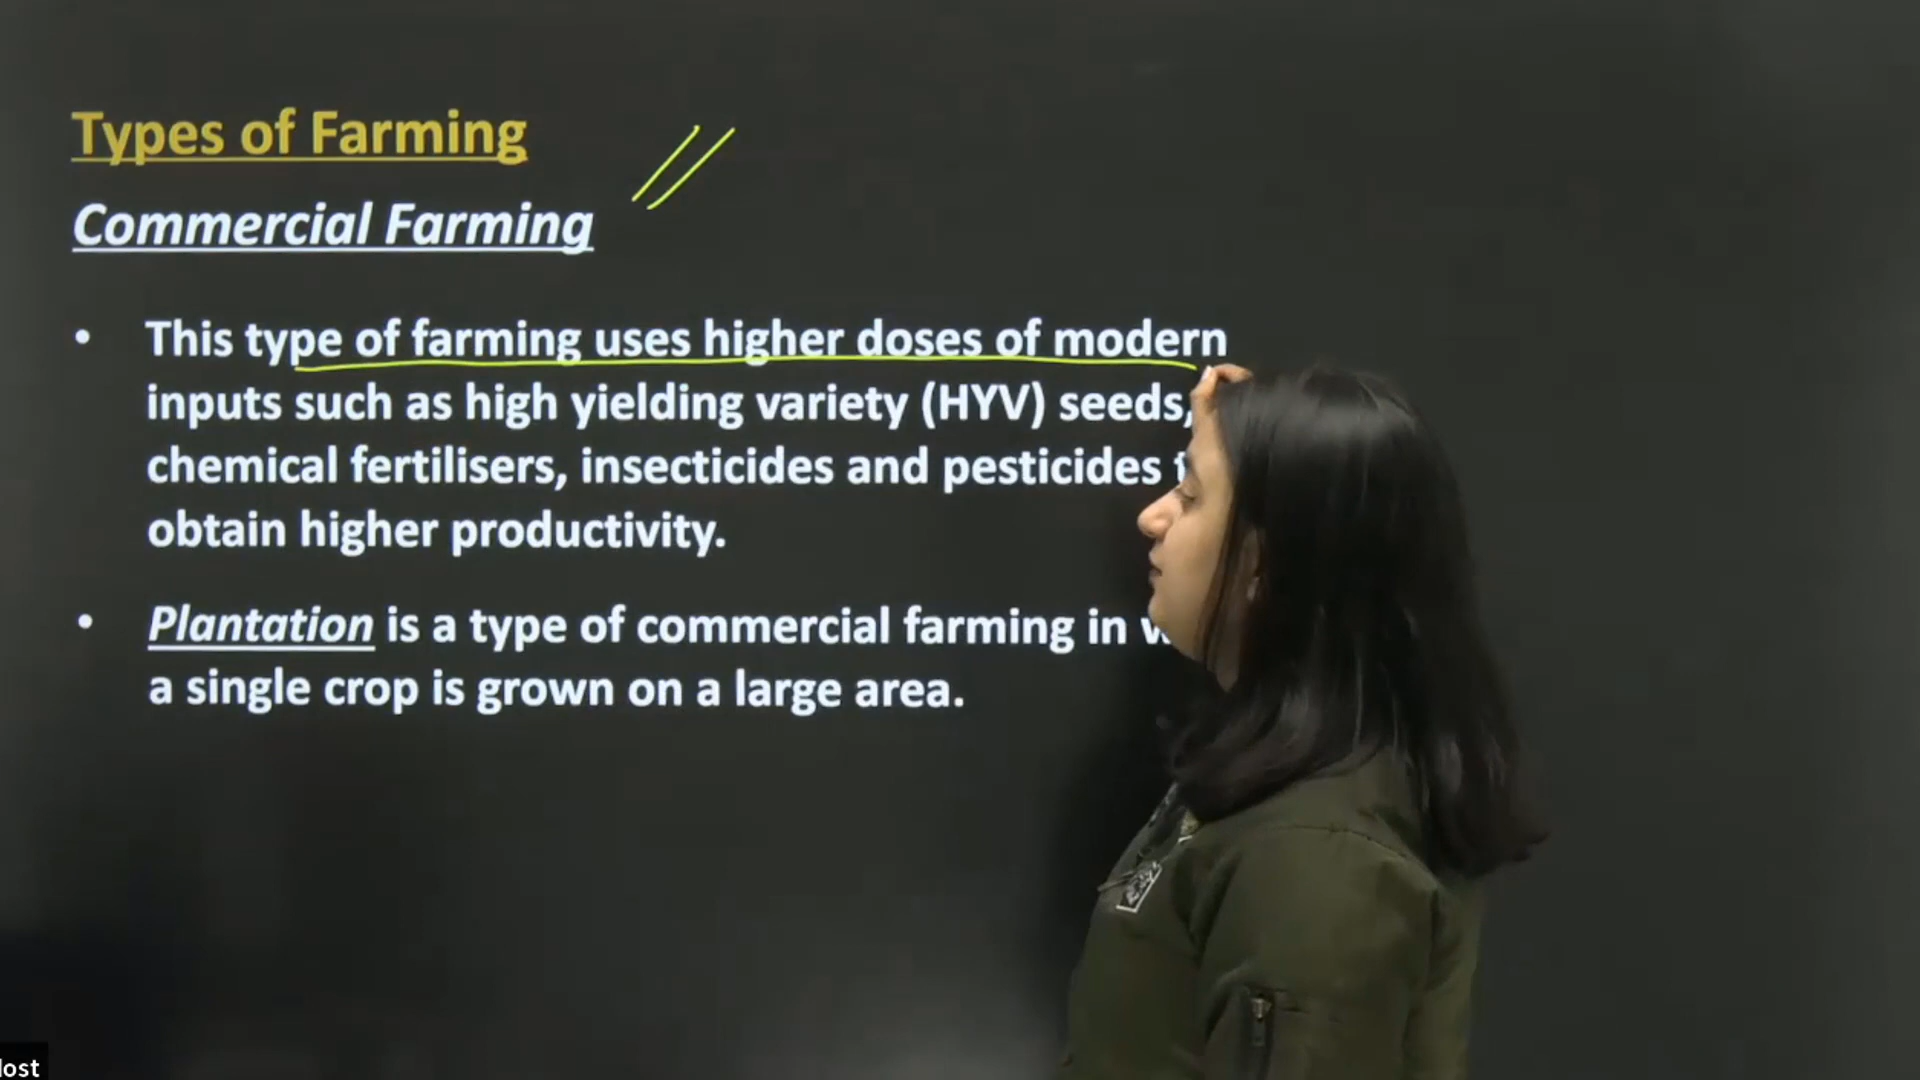 Types of Farming
Commercial Farming
• This type of farming uses higher doses of modern
inputs such as high yielding variety (HYV) seeds,
chemical fertilisers, insecticides and pesticides
obtain higher productivity.
• Plantation is a type of commercial farming in
a single crop is grown on a large area.